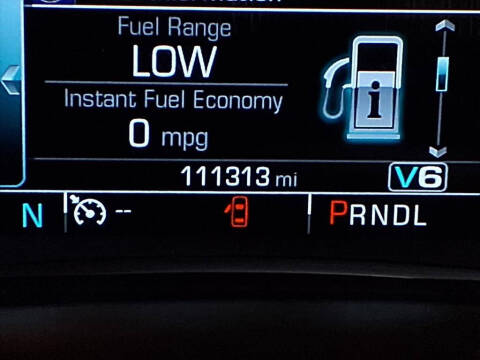 Fuel Range
LOW
Instant Fuel Economy
0 mpg
i
111313 mi
V6
N
--
PRNDL